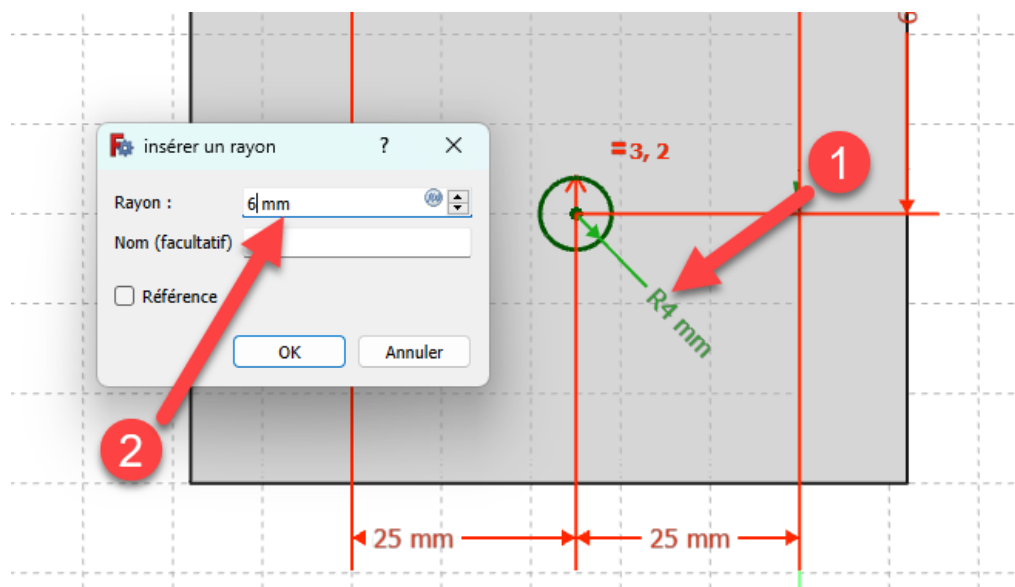 insérer un rayon ?
Rayon : 6 mm
Nom (facultatif)
Référence
OK Annuler
= 3, 2
1
R4 mm
2
25 mm 25 mm